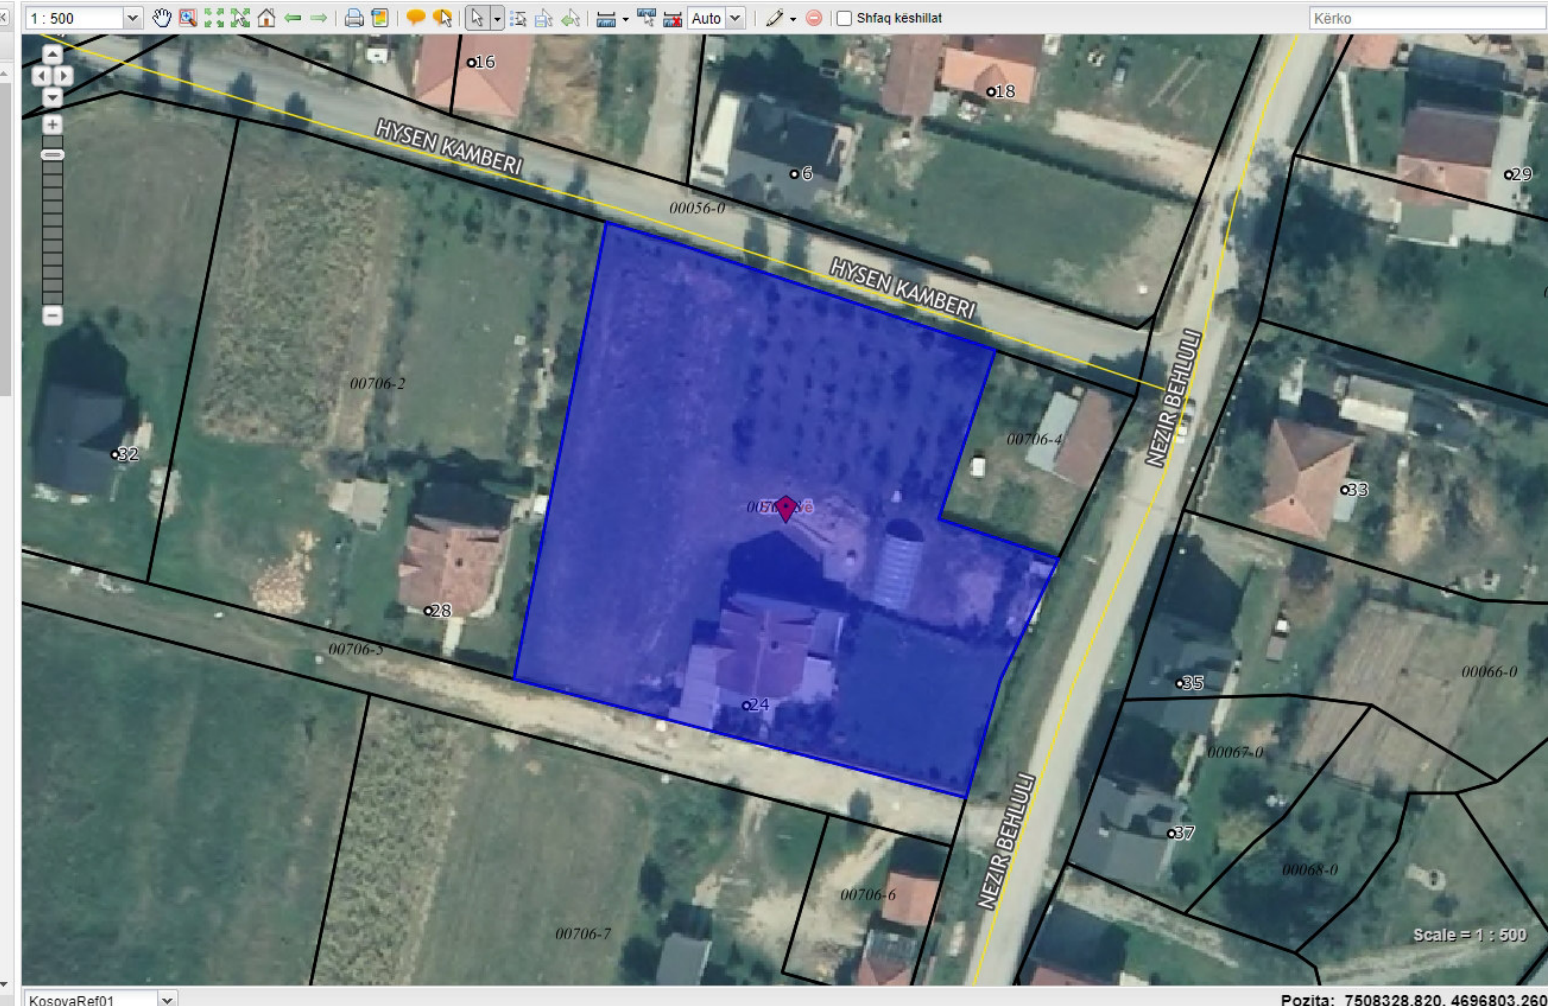 1 : 500
Auto
Shfaq këshillat
Kërko
16
18
HYSEN KAMBERI
6
29
00056-0
HYSEN KAMBERI
NEZIR BEHLULI
00706-2
00706-4
32
33
28
00706-5
24
35
00066-0
00067-0
NEZIR BEHLULI
37
00068-0
00706-6
00706-7
Scale = 1 : 500
KosovaRef01
Pozita: 7508328.820, 4696803.260